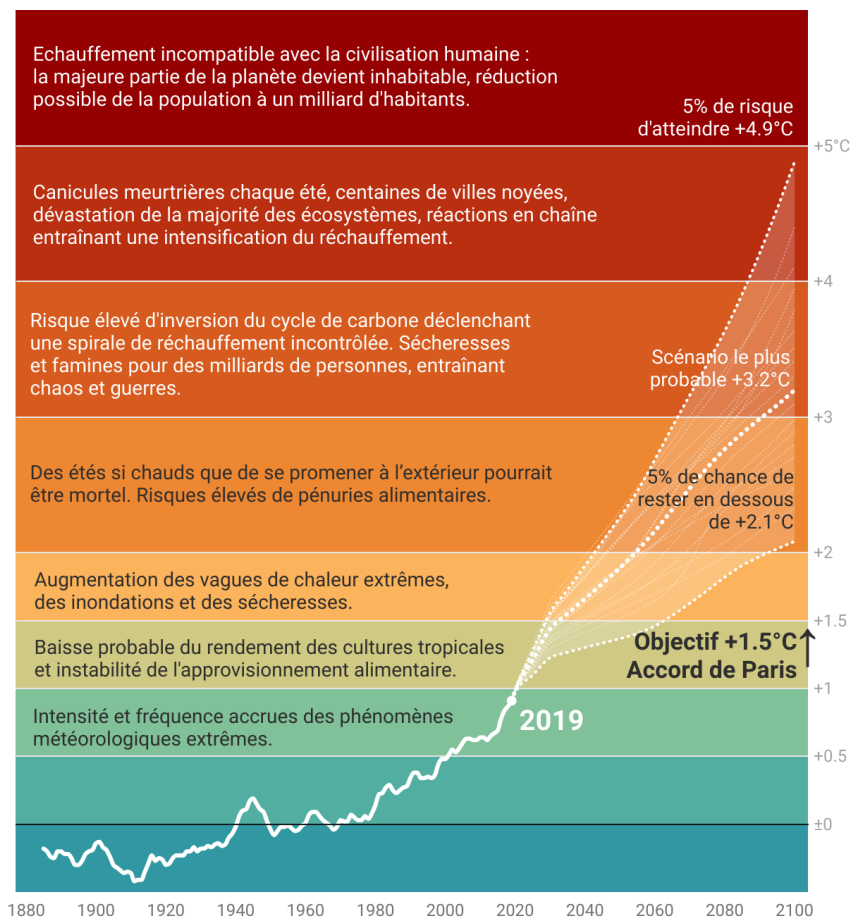 Echauffement incompatible avec la civilisation humaine :
la majeure partie de la planète devient inhabitable, réduction
possible de la population à un milliard d'habitants.
5% de risque
d'atteindre +4.9°C
+5°C
Canicules meurtrières chaque été, centaines de villes noyées,
dévastation de la majorité des écosystèmes, réactions en chaîne
entraînant une intensification du réchauffement.
+4
Risque élevé d'inversion du cycle de carbone déclenchant
une spirale de réchauffement incontrôlée. Sécheresses
et famines pour des milliards de personnes, entraînant
chaos et guerres.
Scénario le plus
probable +3.2°C
+3
Des étés si chauds que de se promener à l’extérieur pourrait
être mortel. Risques élevés de pénuries alimentaires.
5% de chance de
rester en dessous
de +2.1°C
+2
Augmentation des vagues de chaleur extrêmes,
des inondations et des sécheresses.
+1.5
Baisse probable du rendement des cultures tropicales
et instabilité de l'approvisionnement alimentaire.
Objectif +1.5°C
Accord de Paris
+1
Intensité et fréquence accrues des phénomènes
météorologiques extrêmes.
2019
+0.5
±0
1880 1900 1920 1940 1960 1980 2000 2020 2040 2060 2080 2100